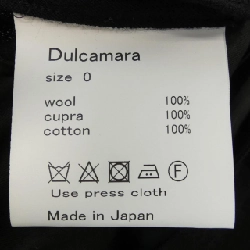 Dulcamara
size 0
wool 100%
cupra 100%
cotton 100%
F
Use press cloth
Made in Japan